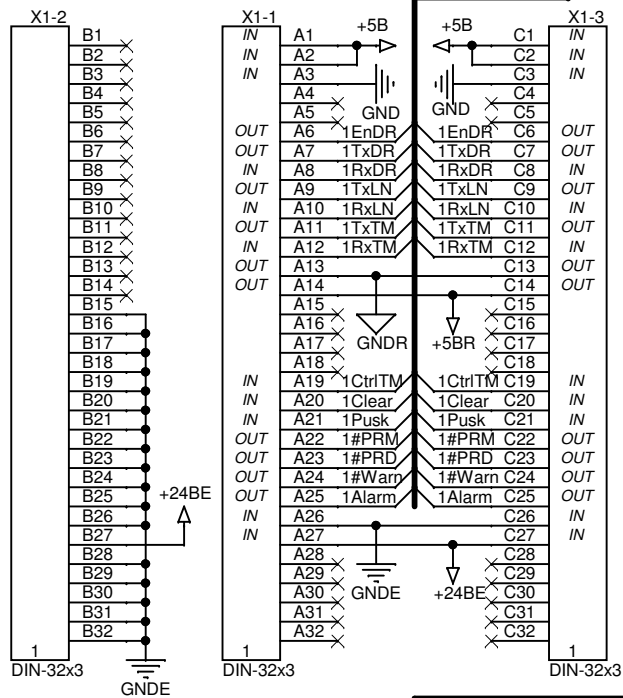 X1-2
B1
B2
B3
B4
B5
B6
B7
B8
B9
B10
B11
B12
B13
B14
B15
B16
B17
B18
B19
B20
B21
B22
B23
B24
B25
B26
B27
B28
B29
B30
B31
B32
+24BE
1
DIN-32x3
GNDE
X1-1 X1-3
IN A1 +5B C1 IN
IN A2 C2 IN
IN A3 C3 IN
A4 C4
A5 GND GND C5
OUT A6 1EnDR 1EnDR C6 OUT
OUT A7 1TxDR 1TxDR C7 OUT
IN A8 1RxDR 1RxDR C8 IN
OUT A9 1TxLN 1TxLN C9 OUT
IN A10 1RxLN 1RxLN C10 IN
OUT A11 1TxTM 1TxTM C11 OUT
IN A12 1RxTM 1RxTM C12 IN
OUT A13 C13 OUT
OUT A14 C14 OUT
A15 C15
A16 C16
A17 GNDR +5BR C17
A18 C18
IN A19 1CtrlTM 1CtrlTM C19 IN
IN A20 1Clear 1Clear C20 IN
IN A21 1Pusk 1Pusk C21 IN
OUT A22 1#PRM 1#PRM C22 OUT
OUT A23 1#PRD 1#PRD C23 OUT
OUT A24 1#Warn 1#Warn C24 OUT
OUT A25 1Alarm 1Alarm C25 OUT
IN A26 C26 IN
IN A27 C27 IN
A28 C28
A29 C29
A30 GNDE +24BE C30
A31 C31
A32 C32
1 1
DIN-32x3 DIN-32x3